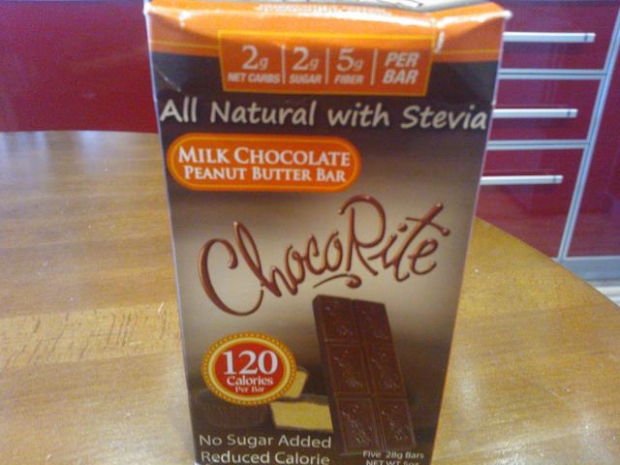 2g 2g 5g PER
NET CARBS SUGAR FIBER BAR
All Natural with Stevia
MILK CHOCOLATE
PEANUT BUTTER BAR
ChocoRite
120
Calories
Per Bar
No Sugar Added
Reduced Calorie
Five 28g Bars
NET WT 5oz